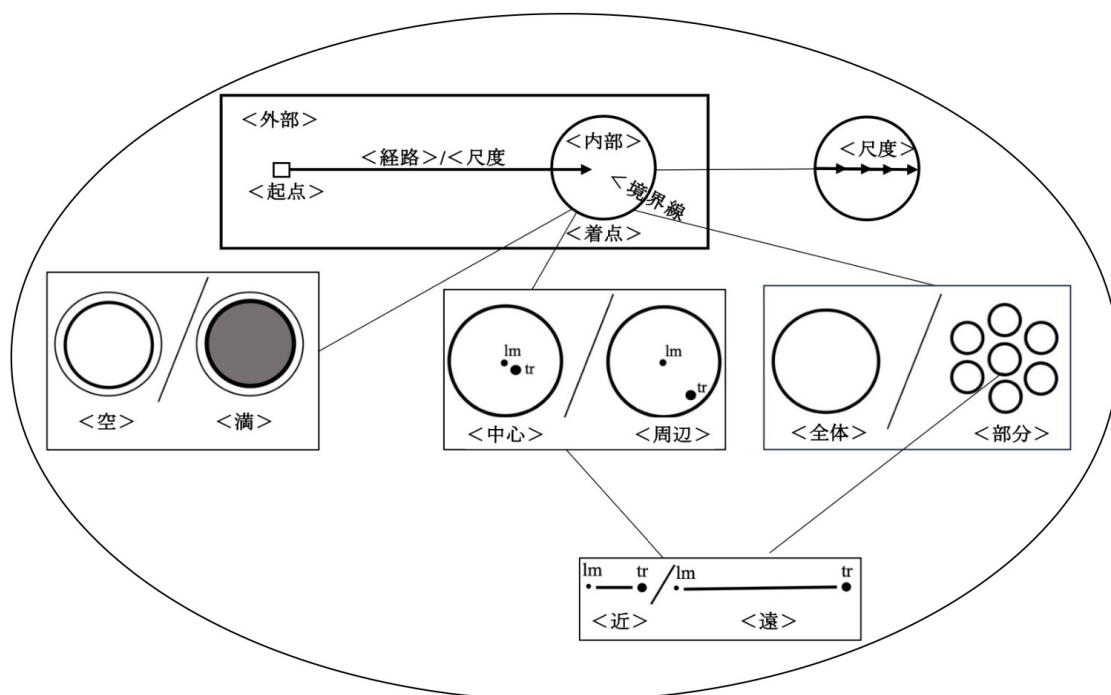 ＜外部＞
＜内部＞
＜尺度＞
＜経路＞/＜尺度
＜起点＞
＜境界線
＜着点＞
lm
tr
lm
tr
＜空＞
＜満＞
＜中心＞
＜周辺＞
＜全体＞
＜部分＞
lm
tr
lm
tr
＜近＞
＜遠＞